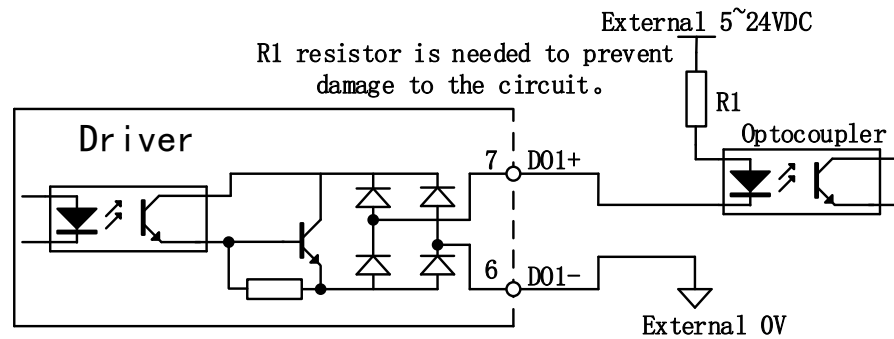 External 5~24VDC
R1 resistor is needed to prevent
damage to the circuit。
R1
Optocoupler
Driver
7
DO1+
6
DO1-
External 0V